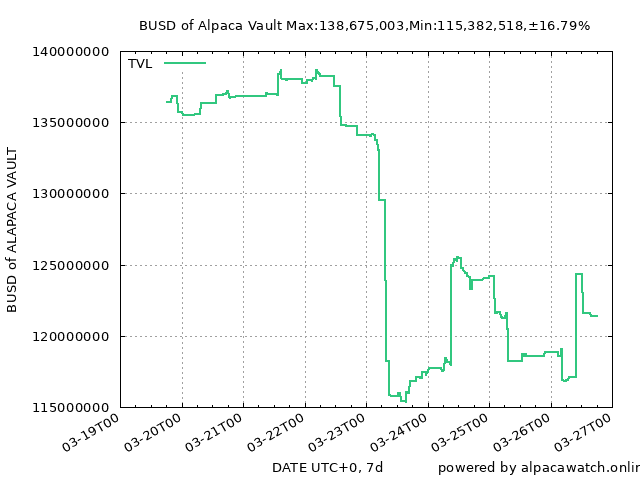 BUSD of Alpaca Vault Max:138,675,003,Min:115,382,518,±16.79%
TVL
140000000
135000000
130000000
125000000
120000000
115000000
BUSD of ALAPACA VAULT
03-19T00
03-20T00
03-21T00
03-22T00
03-23T00
03-24T00
03-25T00
03-26T00
03-27T00
DATE UTC+0, 7d
powered by alpacawatch.onlin